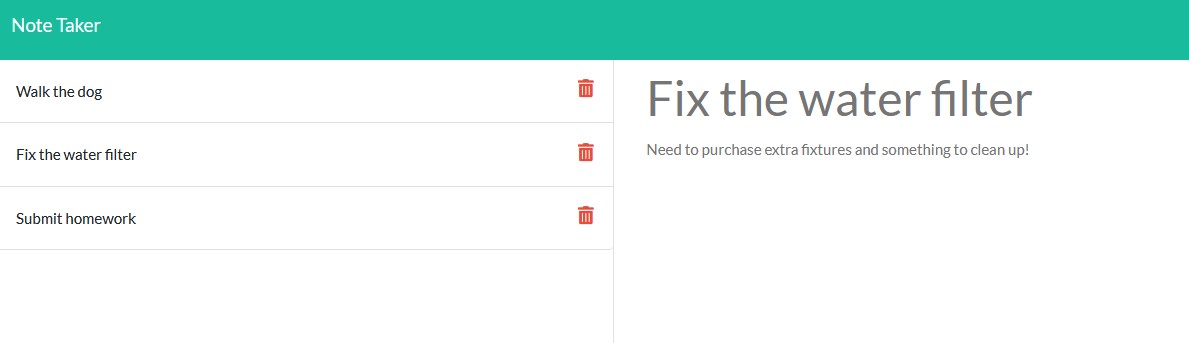 Note Taker
Walk the dog
Fix the water filter
Submit homework
Fix the water filter
Need to purchase extra fixtures and something to clean up!